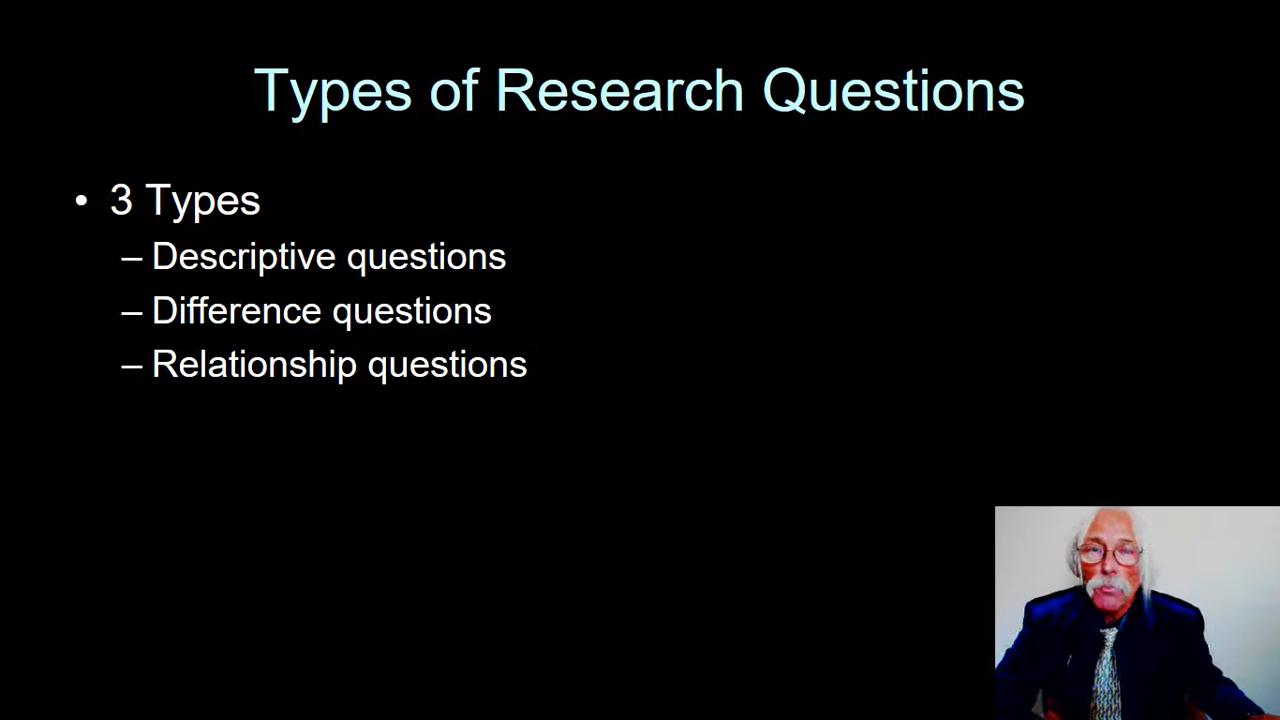 Types of Research Questions
• 3 Types
– Descriptive questions
– Difference questions
– Relationship questions